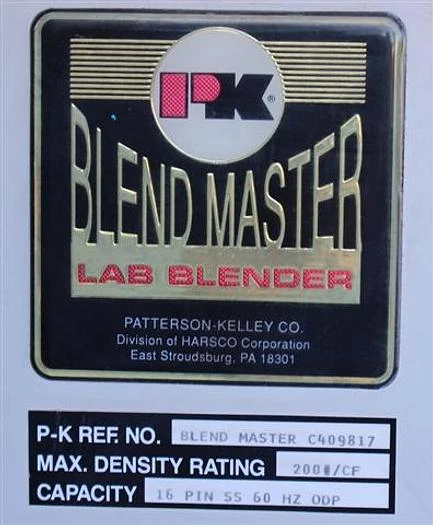 PK®
BLEND MASTER
LAB BLENDER
PATTERSON-KELLEY CO.
Division of HARSCO Corporation
East Stroudsburg, PA 18301
P-K REF. NO. BLEND MASTER C409817
MAX. DENSITY RATING 200#/CF
CAPACITY 16 PIN SS 60 HZ ODP